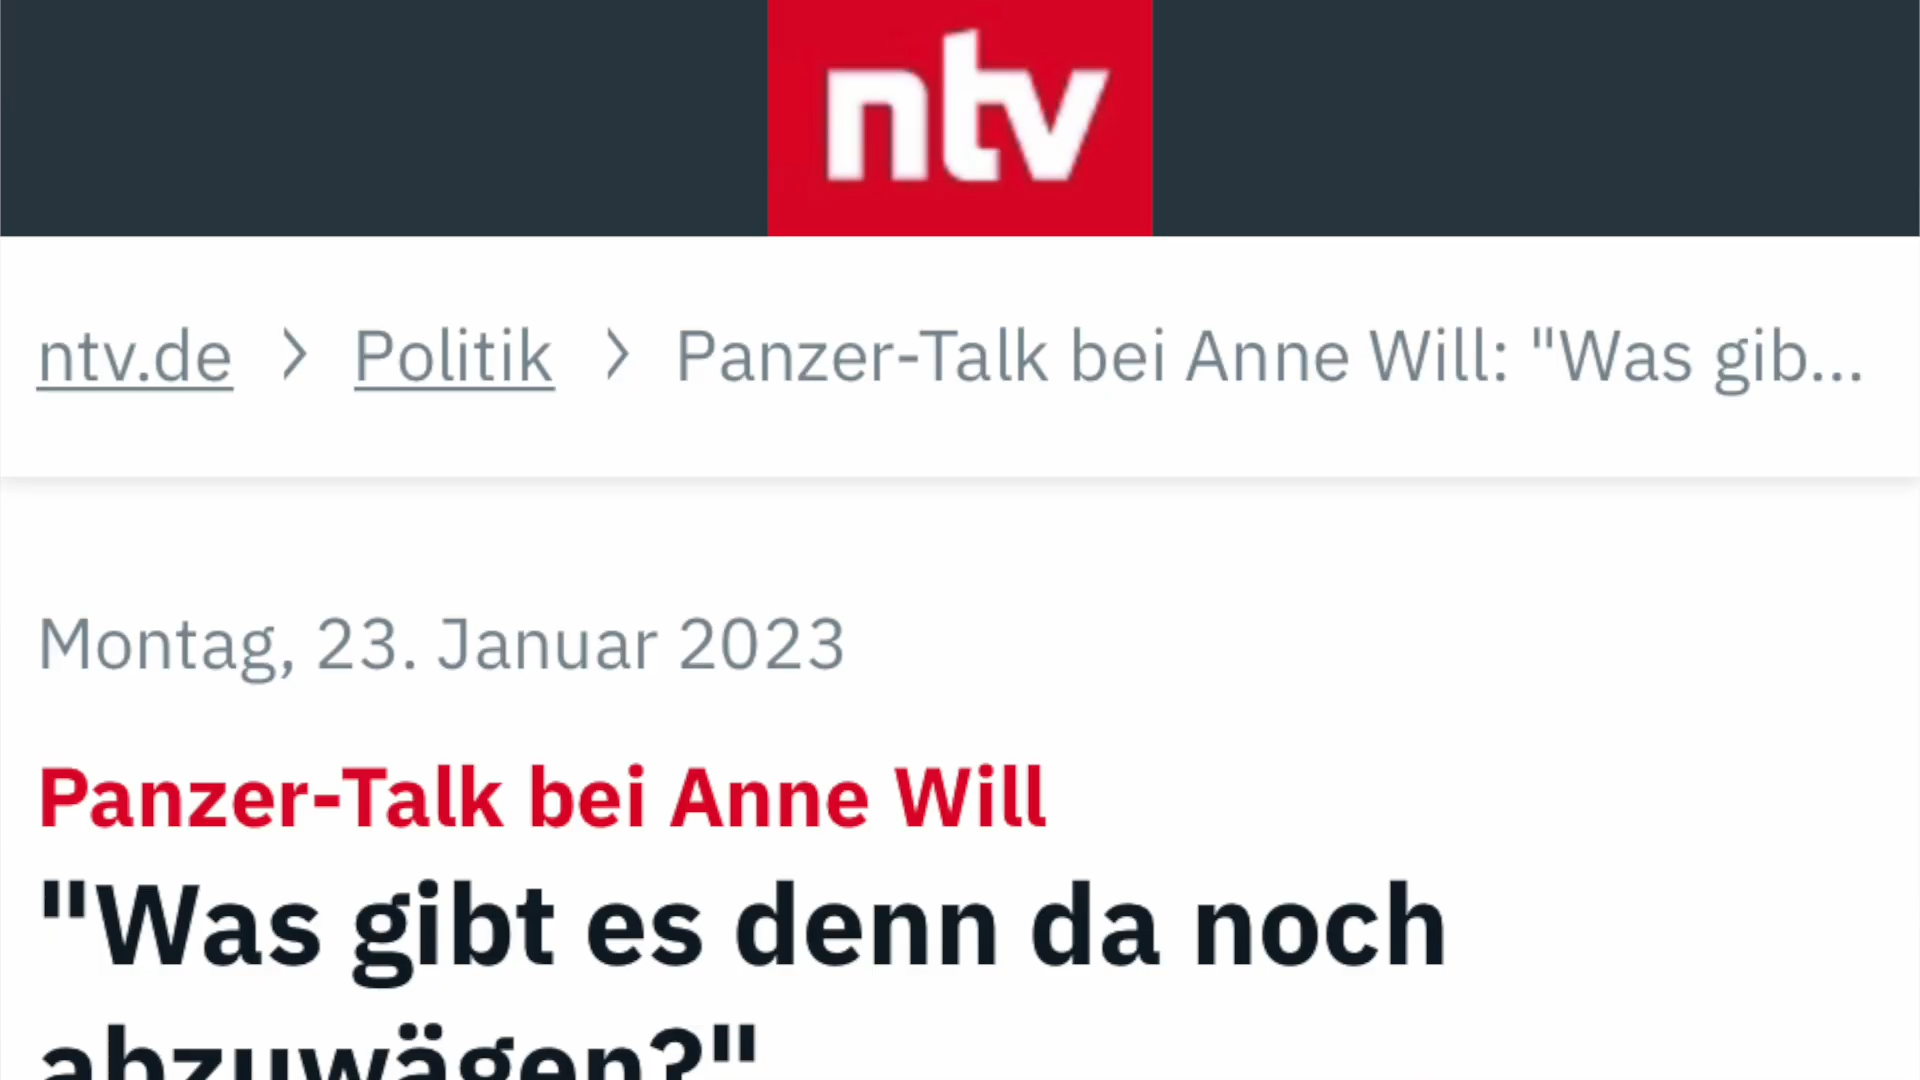 ntv
ntv.de > Politik > Panzer-Talk bei Anne Will: "Was gib...
Montag, 23. Januar 2023
Panzer-Talk bei Anne Will
"Was gibt es denn da noch
abzuwägen?"